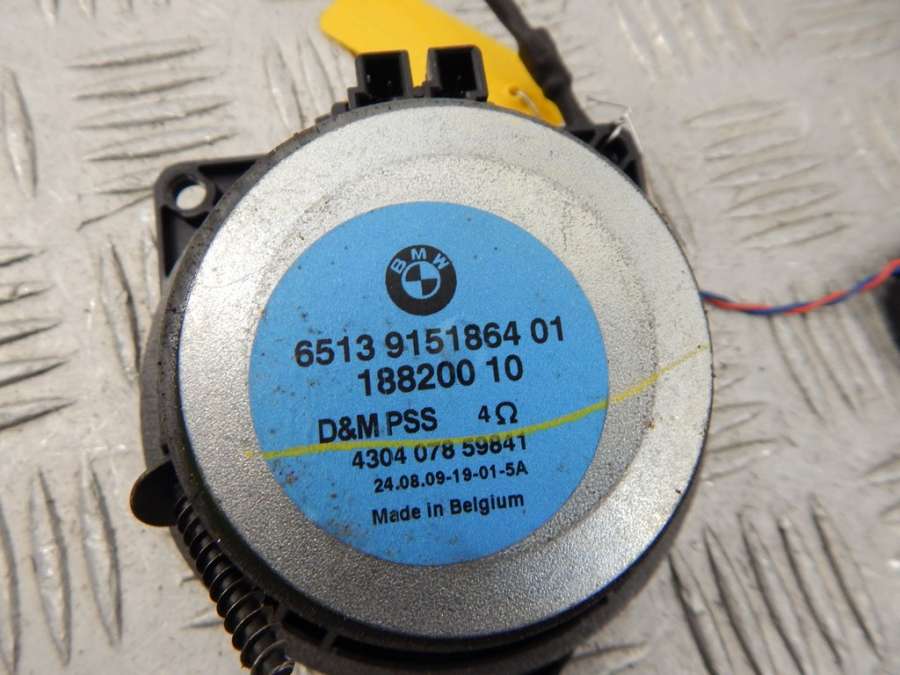 BMW
6513 9151864 01
188200 10
D&M PSS 4Ω
4304 078 59841
24.08.09-19-01-5A
Made in Belgium